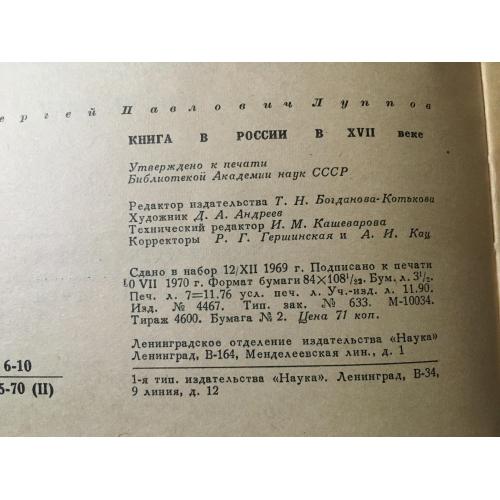 ергей Павлович Луппов
КНИГА В РОССИИ В XVII веке
Утверждено к печати
Библиотекой Академии наук СССР
Редактор издательства Т. Н. Богданова-Котькова
Художник Д. А. Андреев
Технический редактор И. М. Кашеварова
Корректоры Р. Г. Гершинская и А. И. Кац
Сдано в набор 12/XII 1969 г. Подписано к печати
10 VII 1970 г. Формат бумаги 84×108¹/₃₂. Бум. л. 3¹/₂.
Печ. л. 7=11.76 усл. печ. л. Уч.-изд. л. 11.90.
Изд. № 4467. Тип. зак. № 633. М-10034.
Тираж 4600. Бумага № 2. Цена 71 коп.
Ленинградское отделение издательства «Наука»
Ленинград, В-164, Менделеевская лин., д. 1
6-10
5-70 (II)
1-я тип. издательства «Наука». Ленинград, В-34,
9 линия, д. 12